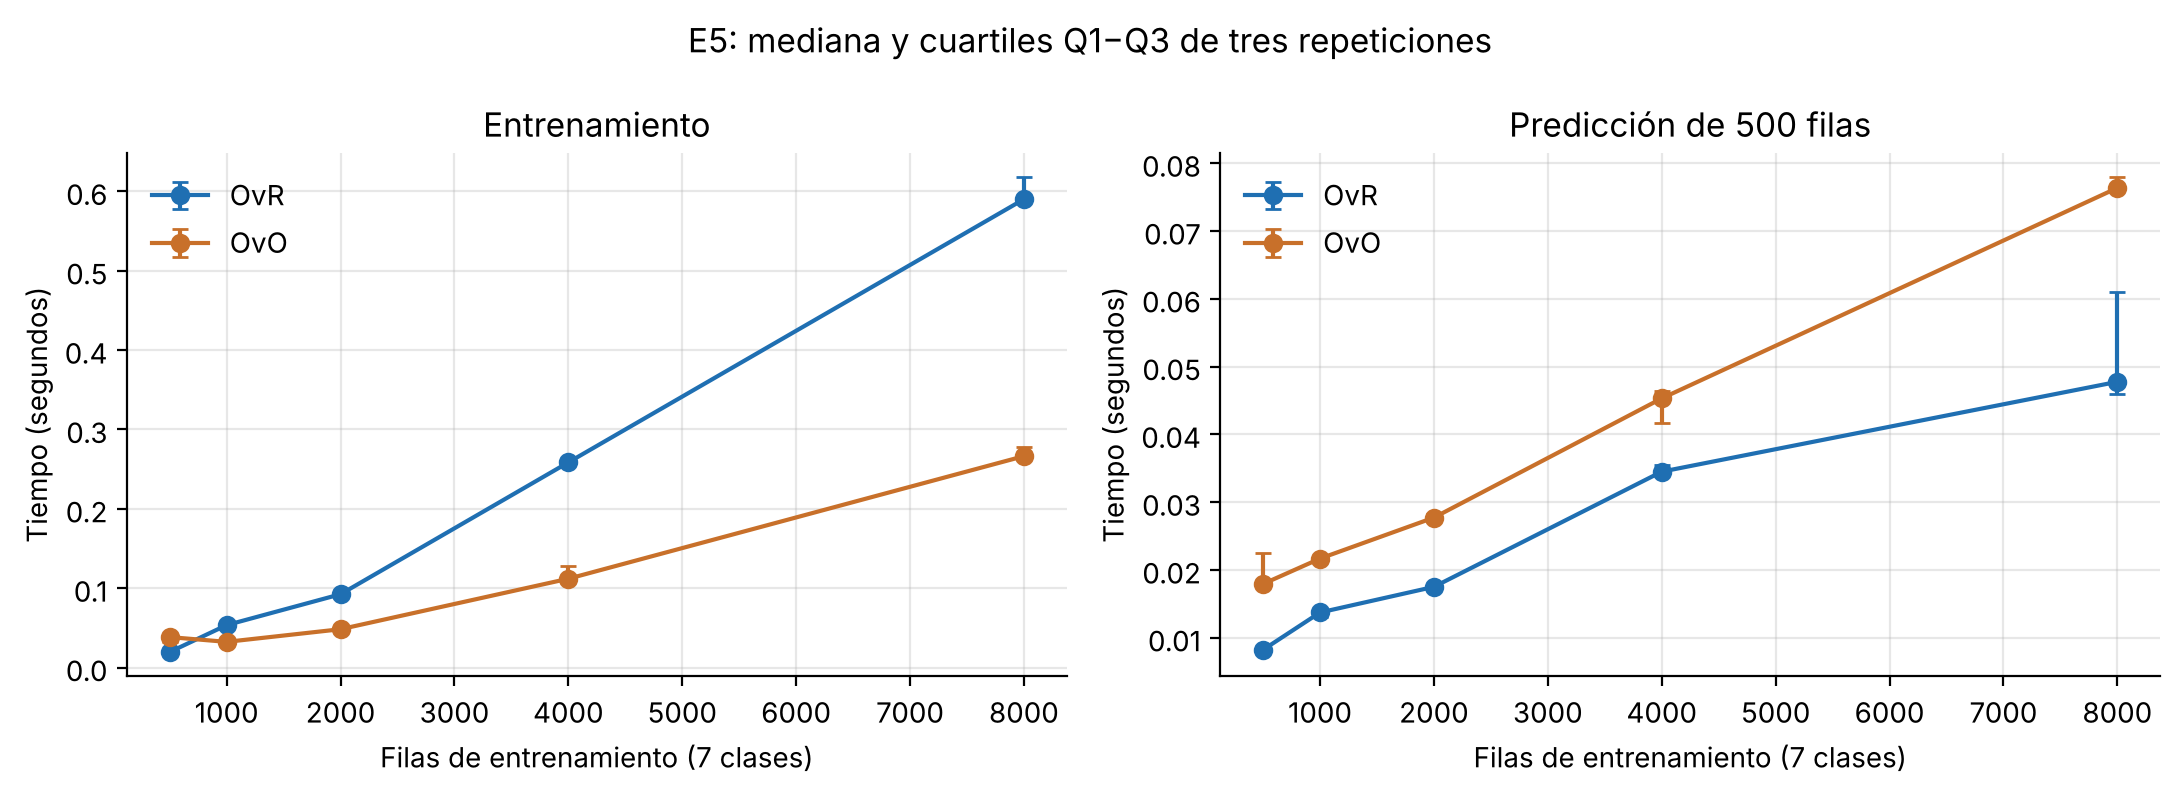 E5: mediana y cuartiles Q1−Q3 de tres repeticiones
Entrenamiento
OvR
OvO
Tiempo (segundos)
0.6
0.5
0.4
0.3
0.2
0.1
0.0
1000 2000 3000 4000 5000 6000 7000 8000
Filas de entrenamiento (7 clases)
Predicción de 500 filas
OvR
OvO
Tiempo (segundos)
0.08
0.07
0.06
0.05
0.04
0.03
0.02
0.01
1000 2000 3000 4000 5000 6000 7000 8000
Filas de entrenamiento (7 clases)